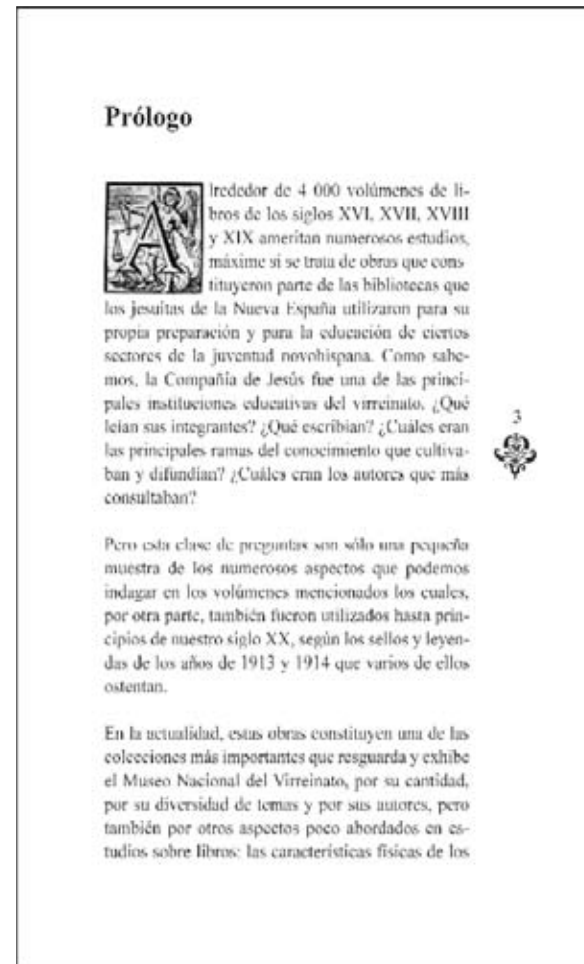 Prólogo
Alrededor de 4 000 volúmenes de li-
bros de los siglos XVI, XVII, XVIII
y XIX ameritan numerosos estudios,
máxime si se trata de obras que cons
tituyeron parte de las bibliotecas que
los jesuitas de la Nueva España utilizaron para su
propia preparación y para la educación de ciertos
sectores de la juventud novohispana. Como sabe-
mos, la Compañía de Jesús fue una de las princi-
pales instituciones educativas del virreinato. ¿Qué
leían sus integrantes? ¿Qué escribían? ¿Cuáles eran
las principales ramas del conocimiento que cultiva-
ban y difundían? ¿Cuáles eran los autores que más
consultaban?
3
Pero esta clase de preguntas son sólo una pequeña
muestra de los numerosos aspectos que podemos
indagar en los volúmenes mencionados los cuales,
por otra parte, también fueron utilizados hasta prin-
cipios de nuestro siglo XX, según los sellos y leyen-
das de los años de 1913 y 1914 que varios de ellos
ostentan.
En la actualidad, estas obras constituyen una de las
colecciones más importantes que resguarda y exhibe
el Museo Nacional del Virreinato, por su cantidad,
por su diversidad de temas y por sus autores, pero
también por otros aspectos poco abordados en es-
tudios sobre libros: las características físicas de los